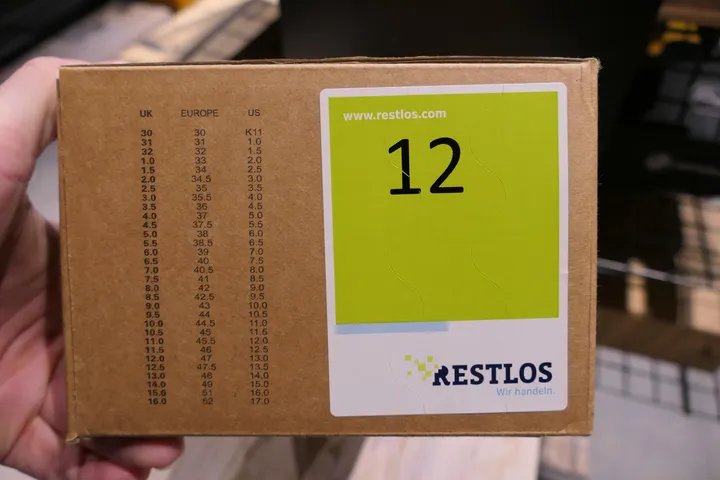 UK EUROPE US
30 30 K11
31 31 1.0
32 32 1.5
1.0 33 2.0
1.5 34 2.5
2.0 34.5 3.0
2.5 35 3.5
3.0 35.5 4.0
3.5 36 4.5
4.0 37 5.0
4.5 37.5 5.5
5.0 38 6.0
5.5 38.5 6.5
6.0 39 7.0
6.5 40 7.5
7.0 40.5 8.0
7.5 41 8.5
8.0 42 9.0
8.5 42.5 9.5
9.0 43 10.0
9.5 44 10.5
10.0 44.5 11.0
10.5 45 11.5
11.0 45.5 12.0
11.5 46 12.5
12.0 47 13.0
12.5 47.5 13.5
13.0 48 14.0
14.0 49 15.0
15.0 51 16.0
16.0 52 17.0
www.restlos.com
12
RESTLOS
Wir handeln.